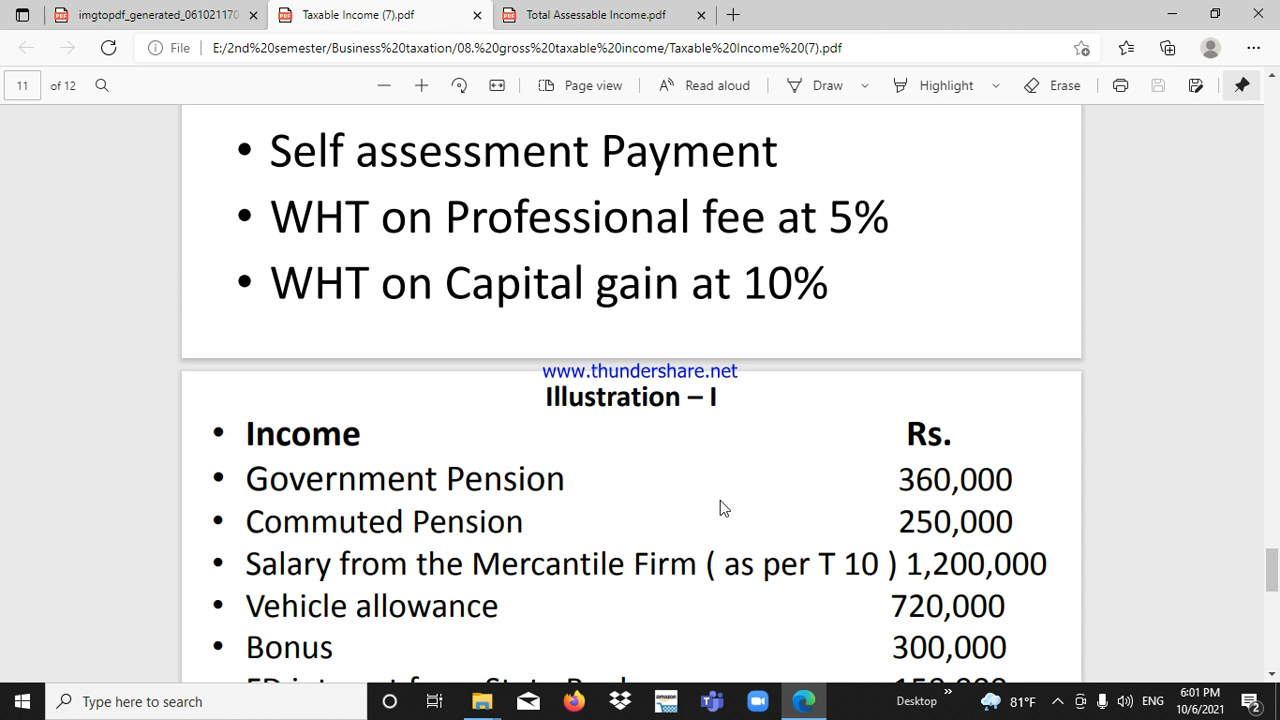 imgtopdf_generated_061021170
Taxable Income (7).pdf
Total Assessable Income.pdf
File
E:/2nd%20semester/Business%20taxation/08.%20gross%20taxable%20income/Taxable%20Income%20(7).pdf
11 of 12
Page view
Read aloud
Draw
Highlight
Erase
• Self assessment Payment
• WHT on Professional fee at 5%
• WHT on Capital gain at 10%
www.thundershare.net
Illustration – I
• Income Rs.
• Government Pension 360,000
• Commuted Pension 250,000
• Salary from the Mercantile Firm ( as per T 10 ) 1,200,000
• Vehicle allowance 720,000
• Bonus 300,000
Type here to search
amazon
Desktop
81°F
ENG
6:01 PM
10/6/2021
2